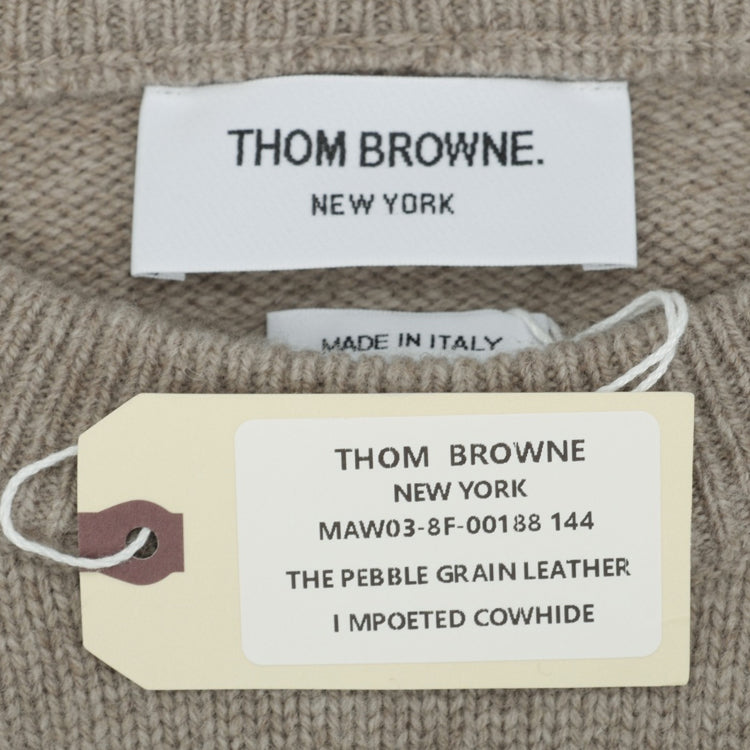 THOM BROWNE.
NEW YORK
MADE IN ITALY
THOM BROWNE
NEW YORK
MAW03-8F-00188 144
THE PEBBLE GRAIN LEATHER
I MPOETED COWHIDE